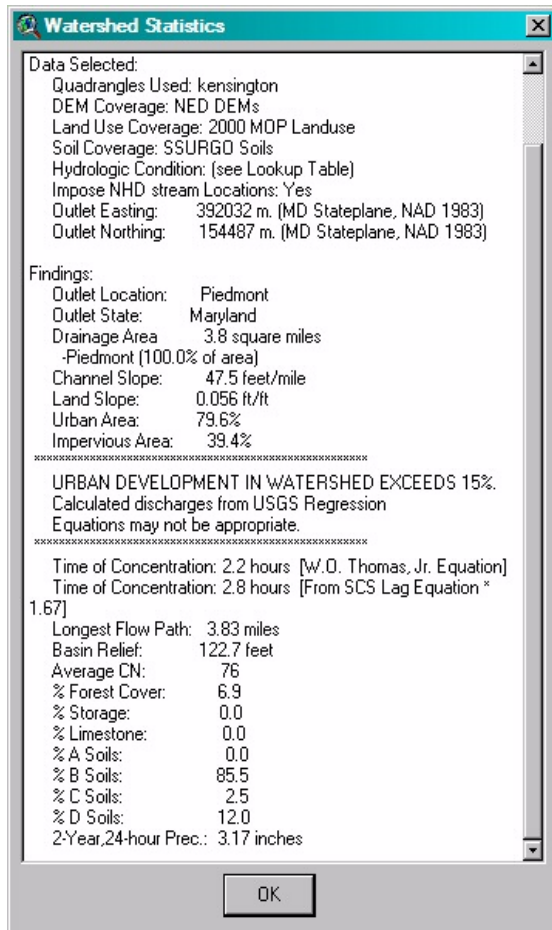 Watershed Statistics
Data Selected:
Quadrangles Used: kensington
DEM Coverage: NED DEMs
Land Use Coverage: 2000 MOP Landuse
Soil Coverage: SSURGO Soils
Hydrologic Condition: (see Lookup Table)
Impose NHD stream Locations: Yes
Outlet Easting: 392032 m. (MD Stateplane, NAD 1983)
Outlet Northing: 154487 m. (MD Stateplane, NAD 1983)
Findings:
Outlet Location: Piedmont
Outlet State: Maryland
Drainage Area 3.8 square miles
-Piedmont (100.0% of area)
Channel Slope: 47.5 feet/mile
Land Slope: 0.056 ft/ft
Urban Area: 79.6%
Impervious Area: 39.4%
URBAN DEVELOPMENT IN WATERSHED EXCEEDS 15%.
Calculated discharges from USGS Regression
Equations may not be appropriate.
Time of Concentration: 2.2 hours [W.O. Thomas, Jr. Equation]
Time of Concentration: 2.8 hours [From SCS Lag Equation *
1.67]
Longest Flow Path: 3.83 miles
Basin Relief: 122.7 feet
Average CN: 76
% Forest Cover: 6.9
% Storage: 0.0
% Limestone: 0.0
% A Soils: 0.0
% B Soils: 85.5
% C Soils: 2.5
% D Soils: 12.0
2-Year,24-hour Prec.: 3.17 inches
OK